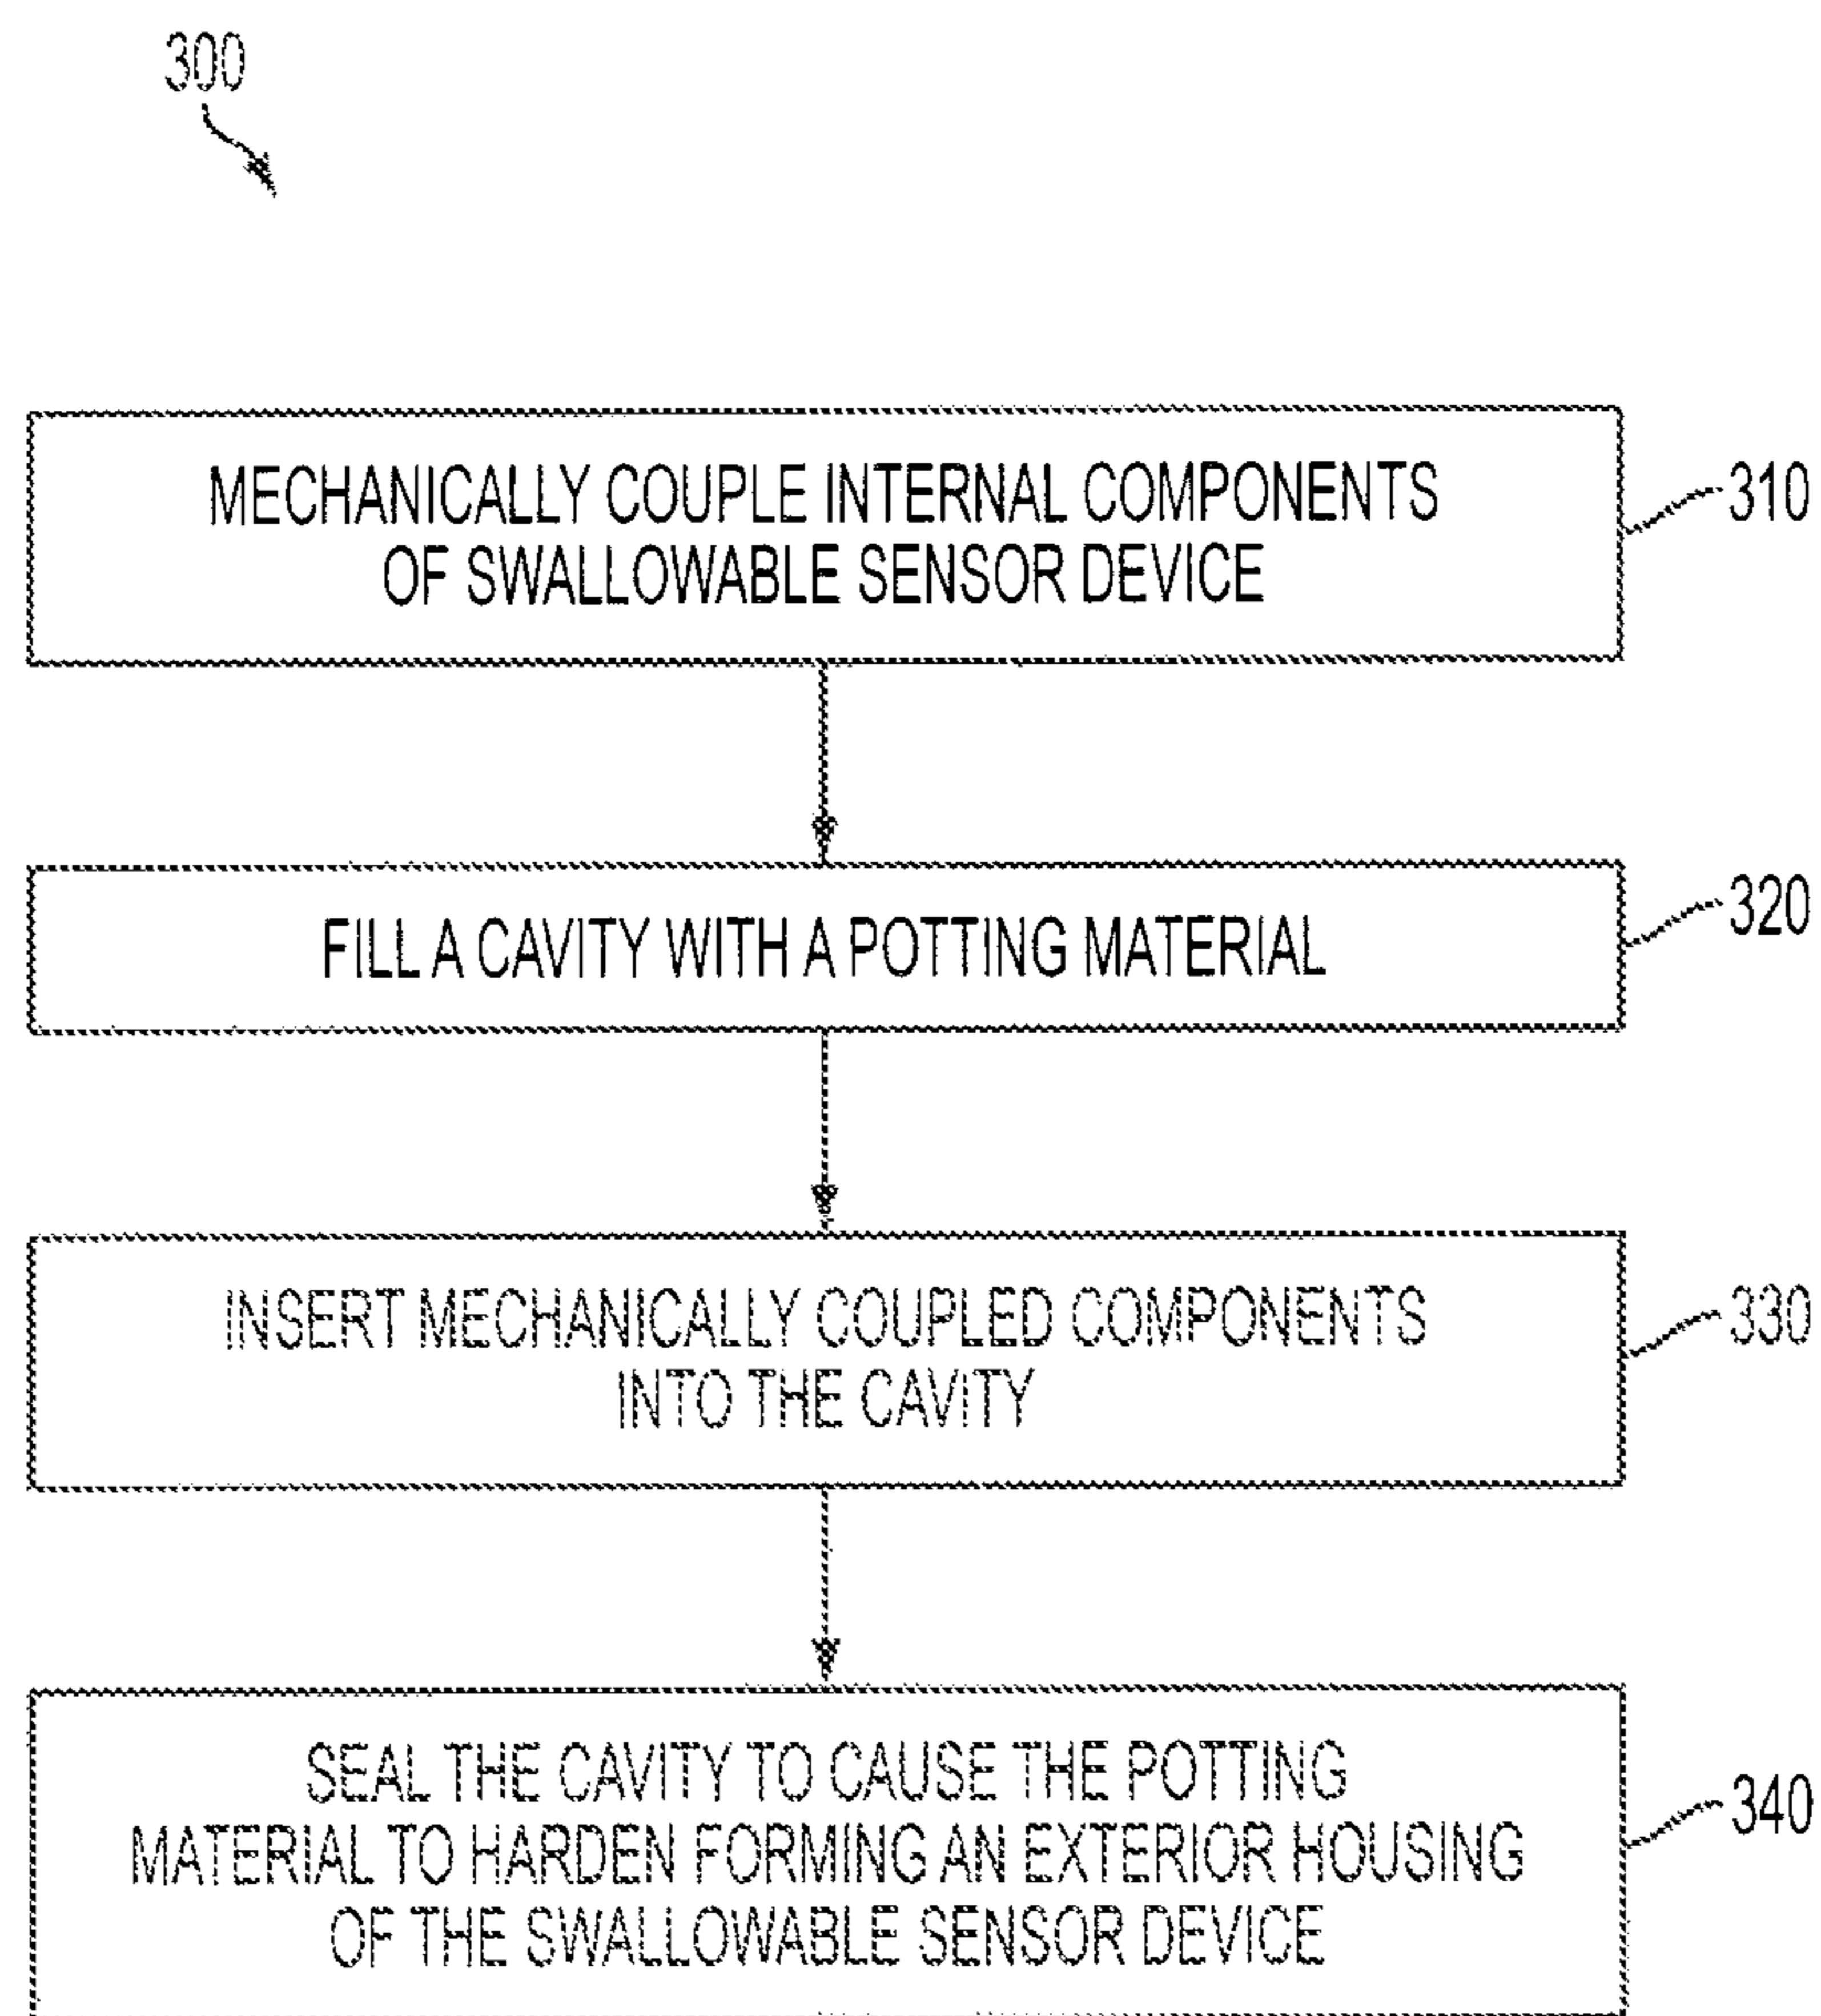 300
MECHANICALLY COUPLE INTERNAL COMPONENTS
OF SWALLOWABLE SENSOR DEVICE
310
FILL A CAVITY WITH A POTTING MATERIAL
320
INSERT MECHANICALLY COUPLED COMPONENTS
INTO THE CAVITY
330
SEAL THE CAVITY TO CAUSE THE POTTING
MATERIAL TO HARDEN FORMING AN EXTERIOR HOUSING
OF THE SWALLOWABLE SENSOR DEVICE
340